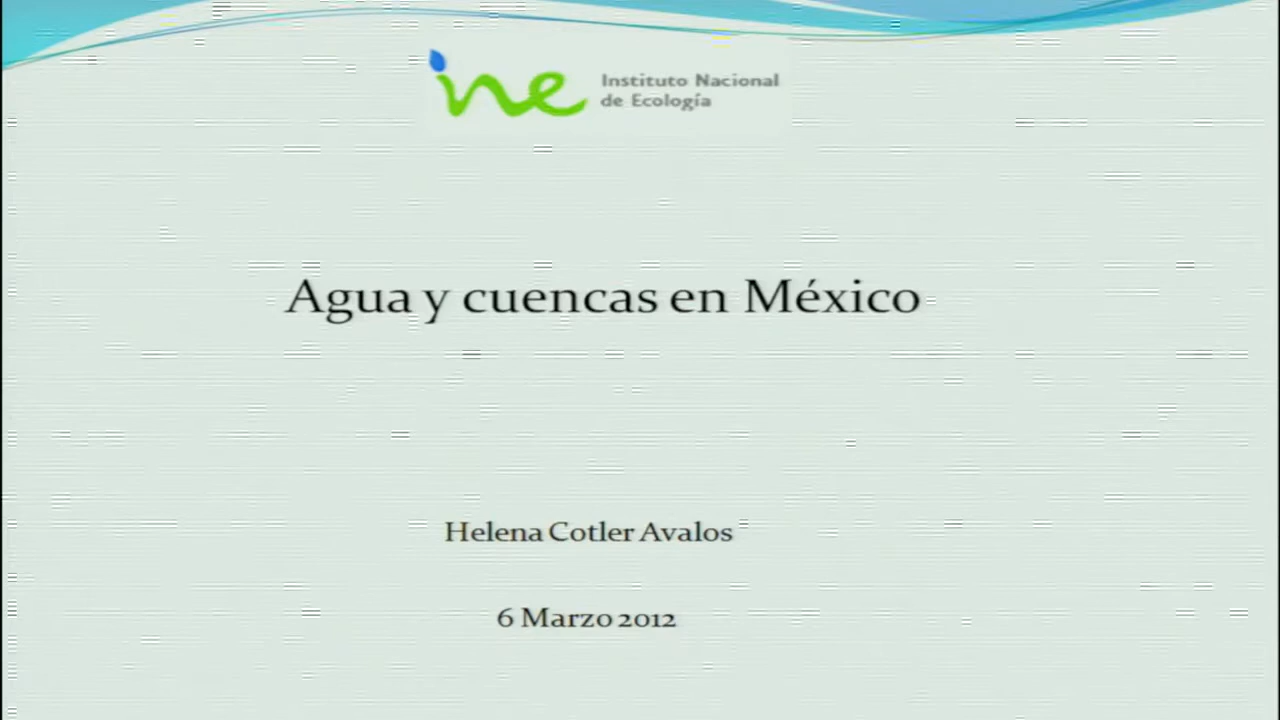 ine
Instituto Nacional
de Ecología
Agua y cuencas en México
Helena Cotler Avalos
6 Marzo 2012